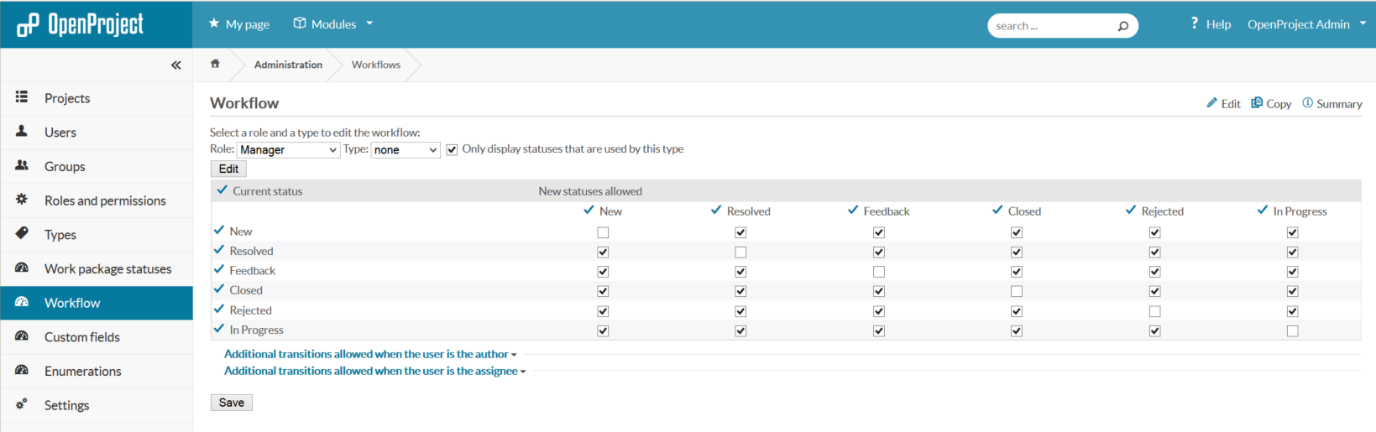 OpenProject My page Modules search ... ? Help OpenProject Admin
Administration Workflows
Projects
Users
Groups
Roles and permissions
Types
Work package statuses
Workflow
Custom fields
Enumerations
Settings
Workflow Edit Copy Summary
Select a role and a type to edit the workflow:
Role: Manager Type: none Only display statuses that are used by this type
Edit
Current status New statuses allowed
New Resolved Feedback Closed Rejected In Progress
New
Resolved
Feedback
Closed
Rejected
In Progress
Additional transitions allowed when the user is the author
Additional transitions allowed when the user is the assignee
Save